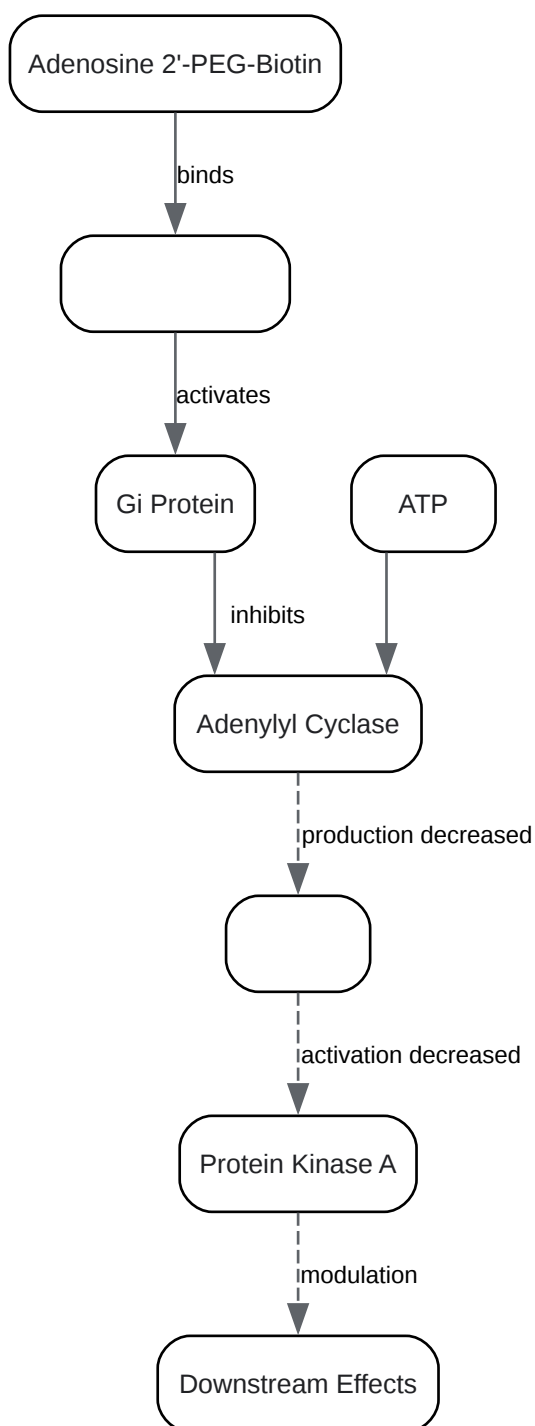 Adenosine 2'-PEG-Biotin
binds
activates
Gi Protein
ATP
inhibits
Adenylyl Cyclase
production decreased
activation decreased
Protein Kinase A
modulation
Downstream Effects